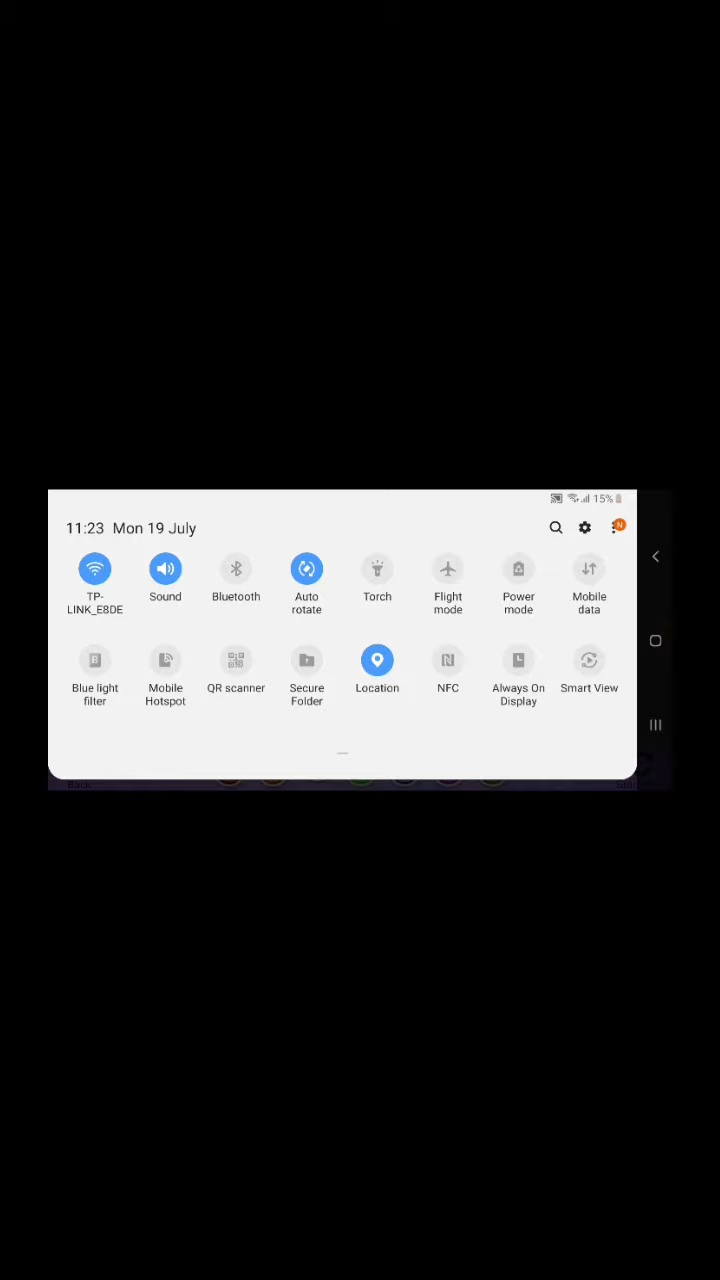 15%
11:23 Mon 19 July
N
TP-
LINK_E8DE
Sound
Bluetooth
Auto
rotate
Torch
Flight
mode
Power
mode
Mobile
data
Blue light
filter
Mobile
Hotspot
QR scanner
Secure
Folder
Location
NFC
Always On
Display
Smart View
Back